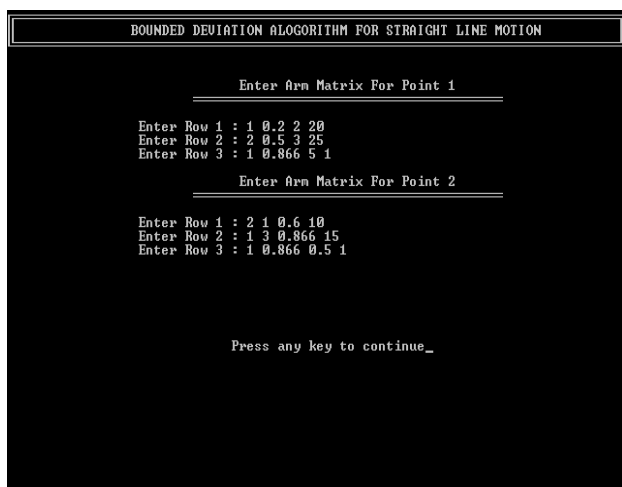 BOUNDED DEVIATION ALOGORITHM FOR STRAIGHT LINE MOTION
Enter Arm Matrix For Point 1
Enter Row 1 : 1 0.2 2 20
Enter Row 2 : 2 0.5 3 25
Enter Row 3 : 1 0.866 5 1
Enter Arm Matrix For Point 2
Enter Row 1 : 2 1 0.6 10
Enter Row 2 : 1 3 0.866 15
Enter Row 3 : 1 0.866 0.5 1
Press any key to continue_